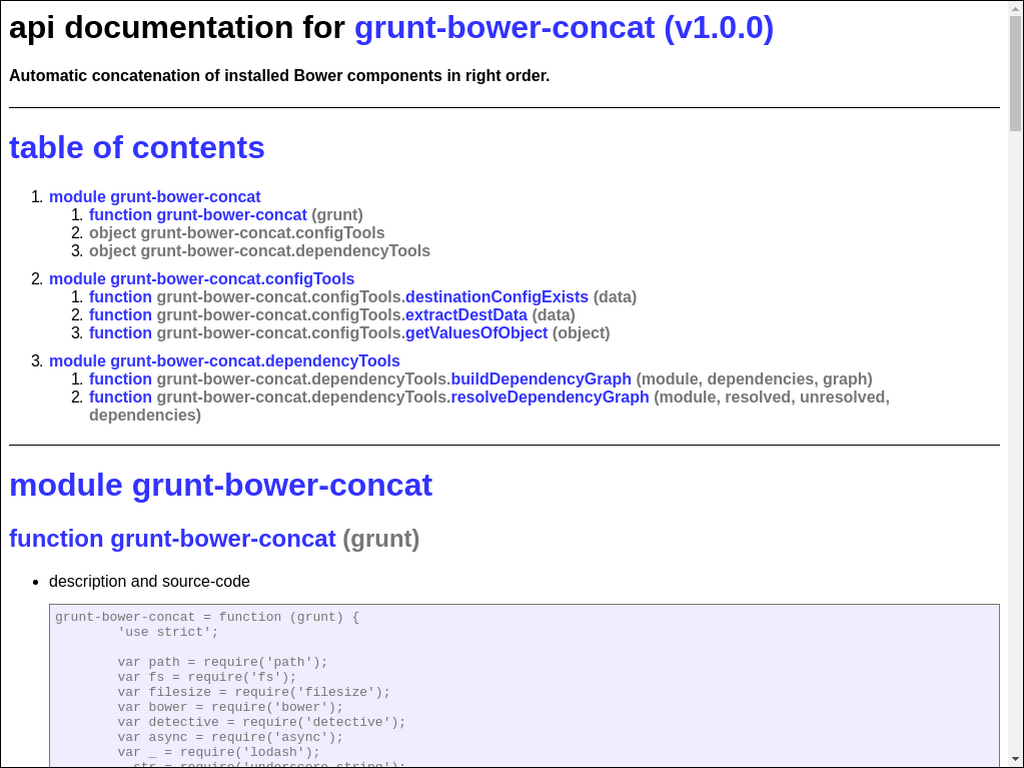 api documentation for grunt-bower-concat (v1.0.0)
Automatic concatenation of installed Bower components in right order.
table of contents
1. module grunt-bower-concat
1. function grunt-bower-concat (grunt)
2. object grunt-bower-concat.configTools
3. object grunt-bower-concat.dependencyTools
2. module grunt-bower-concat.configTools
1. function grunt-bower-concat.configTools.destinationConfigExists (data)
2. function grunt-bower-concat.configTools.extractDestData (data)
3. function grunt-bower-concat.configTools.getValuesOfObject (object)
3. module grunt-bower-concat.dependencyTools
1. function grunt-bower-concat.dependencyTools.buildDependencyGraph (module, dependencies, graph)
2. function grunt-bower-concat.dependencyTools.resolveDependencyGraph (module, resolved, unresolved,
dependencies)
module grunt-bower-concat
function grunt-bower-concat (grunt)
• description and source-code
grunt-bower-concat = function (grunt) {
'use strict';
var path = require('path');
var fs = require('fs');
var filesize = require('filesize');
var bower = require('bower');
var detective = require('detective');
var async = require('async');
var _ = require('lodash');
str = require('underscore.string');